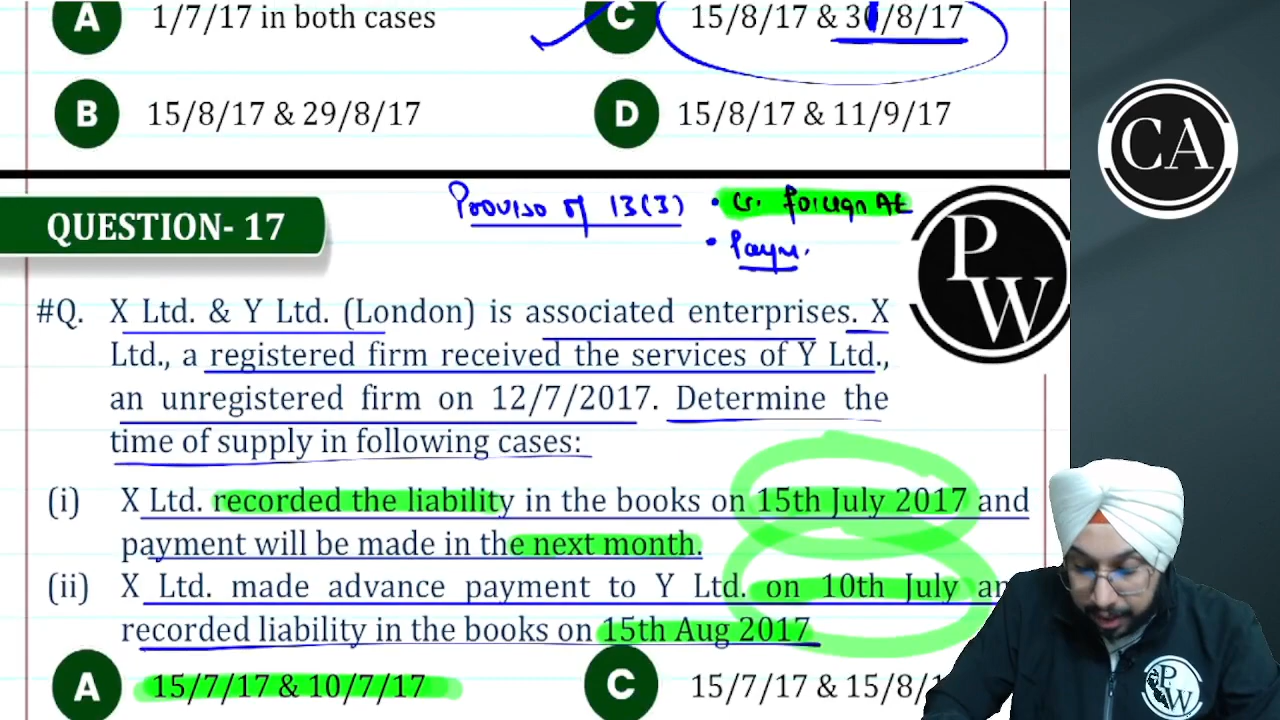 A 1/7/17 in both cases
C 15/8/17 & 30/8/17
B 15/8/17 & 29/8/17
D 15/8/17 & 11/9/17
CA
Proviso of 13(3)
• Cr. foreign AE
• Paym.
QUESTION- 17
PW
#Q. X Ltd. & Y Ltd. (London) is associated enterprises. X
Ltd., a registered firm received the services of Y Ltd.,
an unregistered firm on 12/7/2017. Determine the
time of supply in following cases:
(i) X Ltd. recorded the liability in the books on 15th July 2017 and
payment will be made in the next month.
(ii) X Ltd. made advance payment to Y Ltd. on 10th July
recorded liability in the books on 15th Aug 2017
A 15/7/17 & 10/7/17
C 15/7/17 & 15/8/
PW